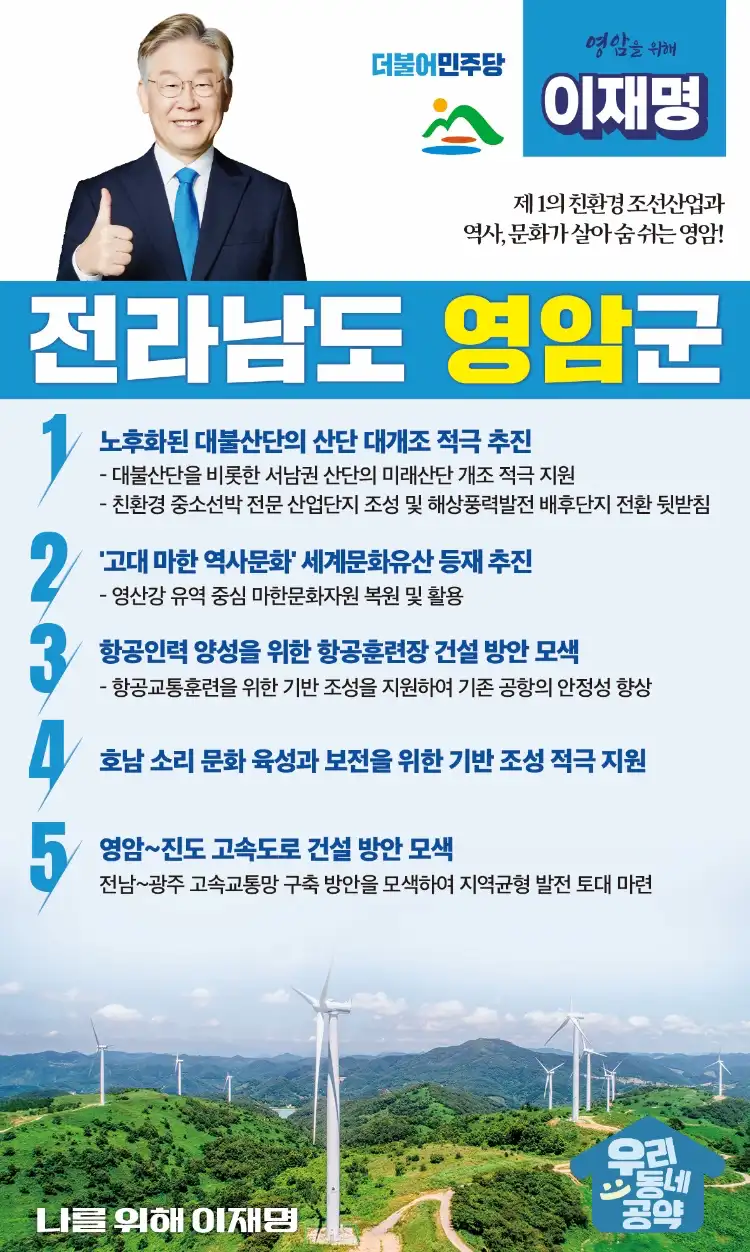 더불어민주당
영암을 위해
이재명
제 1의 친환경 조선산업과
역사, 문화가 살아 숨 쉬는 영암!
전라남도 영암군
1
노후화된 대불산단의 산단 대개조 적극 추진
- 대불산단을 비롯한 서남권 산단의 미래산단 개조 적극 지원
- 친환경 중소선박 전문 산업단지 조성 및 해상풍력발전 배후단지 전환 뒷받침
2
'고대 마한 역사문화' 세계문화유산 등재 추진
- 영산강 유역 중심 마한문화자원 복원 및 활용
3
항공인력 양성을 위한 항공훈련장 건설 방안 모색
- 항공교통훈련을 위한 기반 조성을 지원하여 기존 공항의 안정성 향상
4
호남 소리 문화 육성과 보전을 위한 기반 조성 적극 지원
5
영암~진도 고속도로 건설 방안 모색
전남~광주 고속교통망 구축 방안을 모색하여 지역균형 발전 토대 마련
나를 위해 이재명
우리
동네
공약